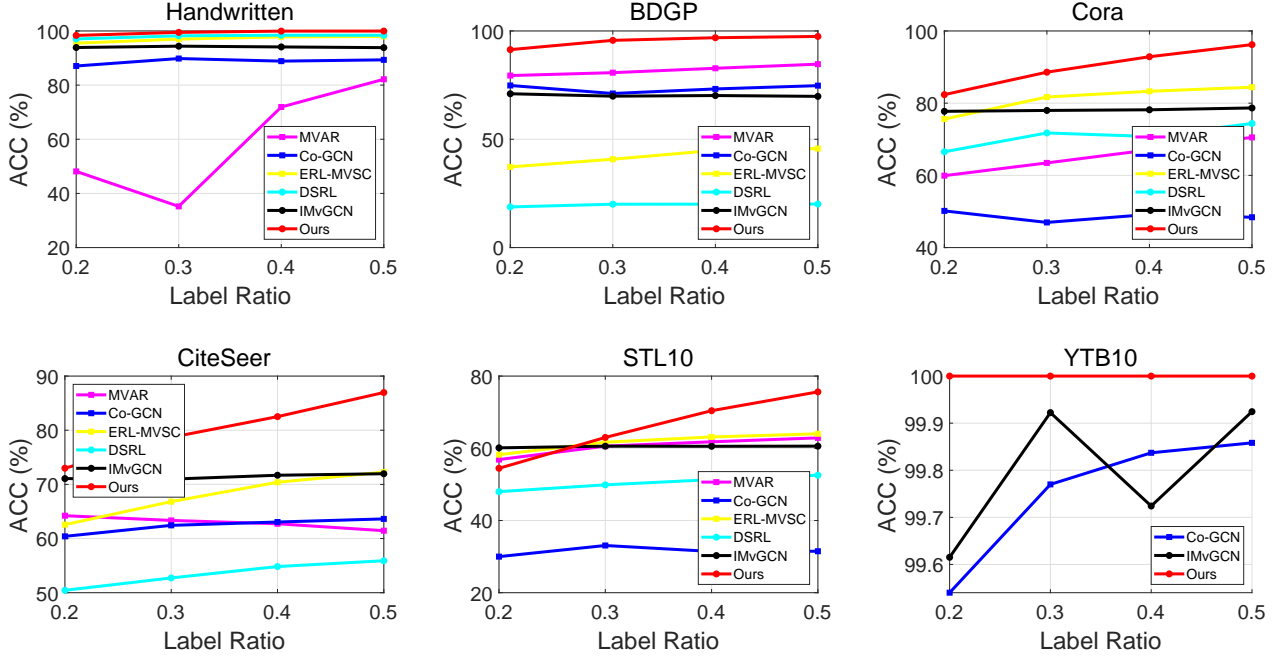 Handwritten
100
80
60
40
20
ACC (%)
0.2 0.3 0.4 0.5
Label Ratio
MVAR
Co-GCN
ERL-MVSC
DSRL
IMvGCN
Ours
BDGP
100
50
0
ACC (%)
0.2 0.3 0.4 0.5
Label Ratio
MVAR
Co-GCN
ERL-MVSC
DSRL
IMvGCN
Ours
Cora
100
80
60
40
ACC (%)
0.2 0.3 0.4 0.5
Label Ratio
MVAR
Co-GCN
ERL-MVSC
DSRL
IMvGCN
Ours
CiteSeer
90
80
70
60
50
ACC (%)
0.2 0.3 0.4 0.5
Label Ratio
MVAR
Co-GCN
ERL-MVSC
DSRL
IMvGCN
Ours
STL10
80
60
40
20
ACC (%)
0.2 0.3 0.4 0.5
Label Ratio
MVAR
Co-GCN
ERL-MVSC
DSRL
IMvGCN
Ours
YTB10
100
99.9
99.8
99.7
99.6
ACC (%)
0.2 0.3 0.4 0.5
Label Ratio
Co-GCN
IMvGCN
Ours